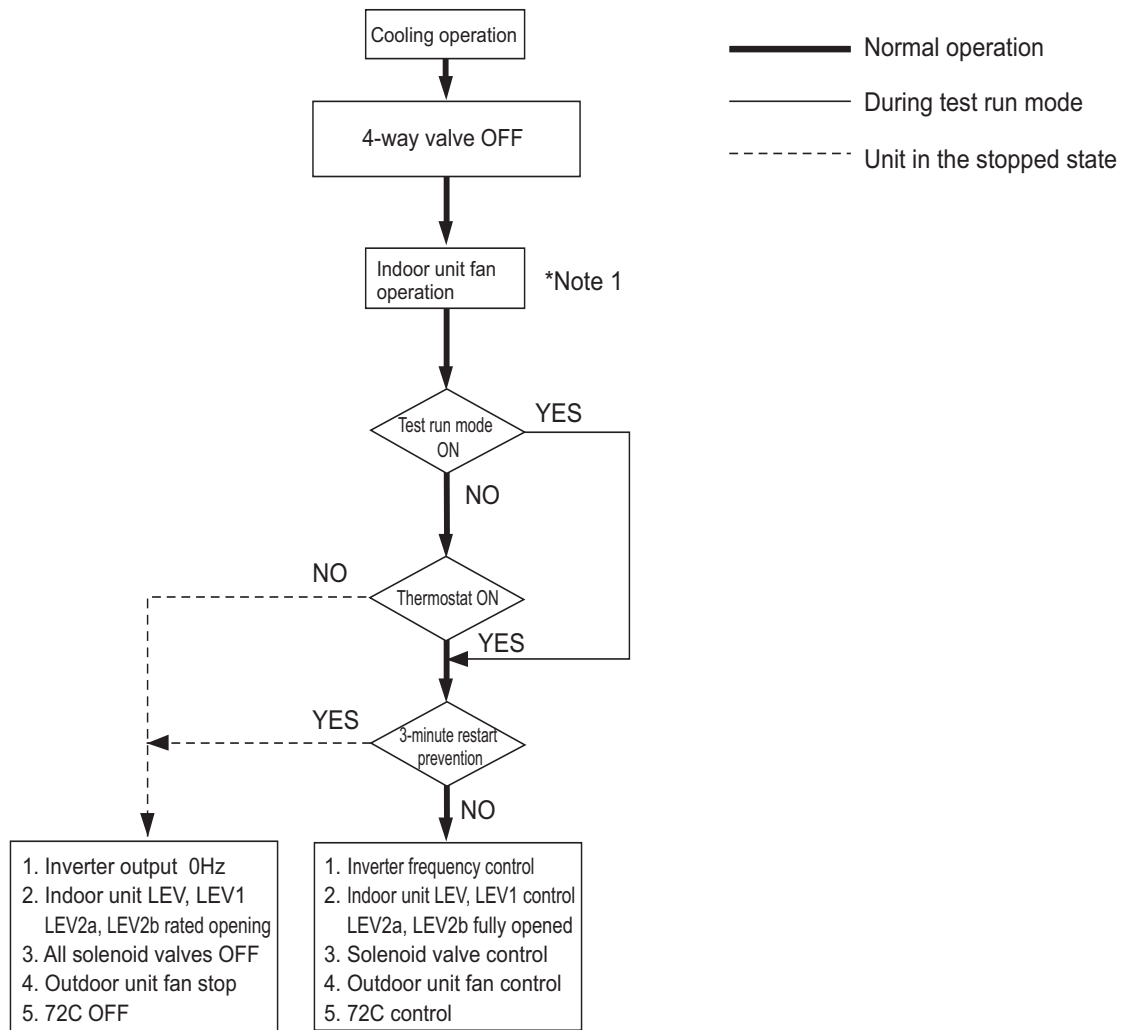 Cooling operation
Normal operation
During test run mode
Unit in the stopped state
4-way valve OFF
Indoor unit fan
operation
*Note 1
Test run mode
ON
YES
NO
NO
Thermostat ON
YES
YES
3-minute restart
prevention
NO
1. Inverter output 0Hz
2. Indoor unit LEV, LEV1
LEV2a, LEV2b rated opening
3. All solenoid valves OFF
4. Outdoor unit fan stop
5. 72C OFF
1. Inverter frequency control
2. Indoor unit LEV, LEV1 control
LEV2a, LEV2b fully opened
3. Solenoid valve control
4. Outdoor unit fan control
5. 72C control